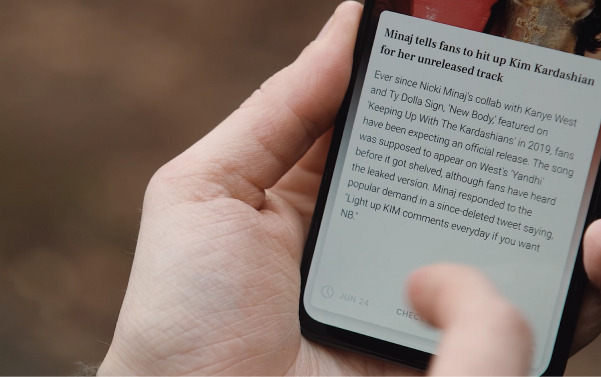 Minaj tells fans to hit up Kim Kardashian
for her unreleased track
Ever since Nicki Minaj's collab with Kanye West
and Ty Dolla Sign, 'New Body,' featured on
'Keeping Up With The Kardashians' in 2019, fans
have been expecting an official release. The song
was supposed to appear on West's 'Yandhi'
before it got shelved, although fans have heard
the leaked version. Minaj responded to the
popular demand in a since-deleted tweet saying,
"Light up KIM comments everyday if you want
NB."
JUN 24